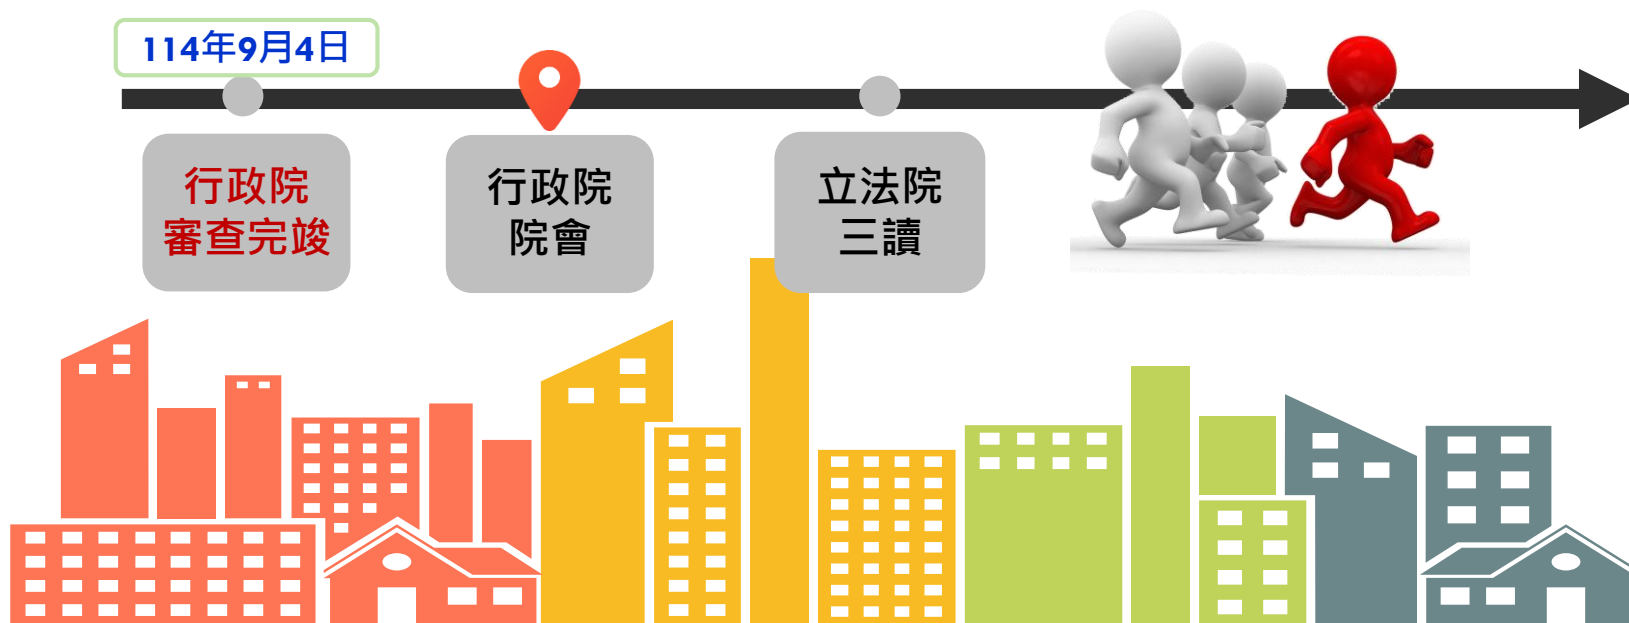 114年9月4日
行政院
審查完竣
行政院
院會
立法院
三讀